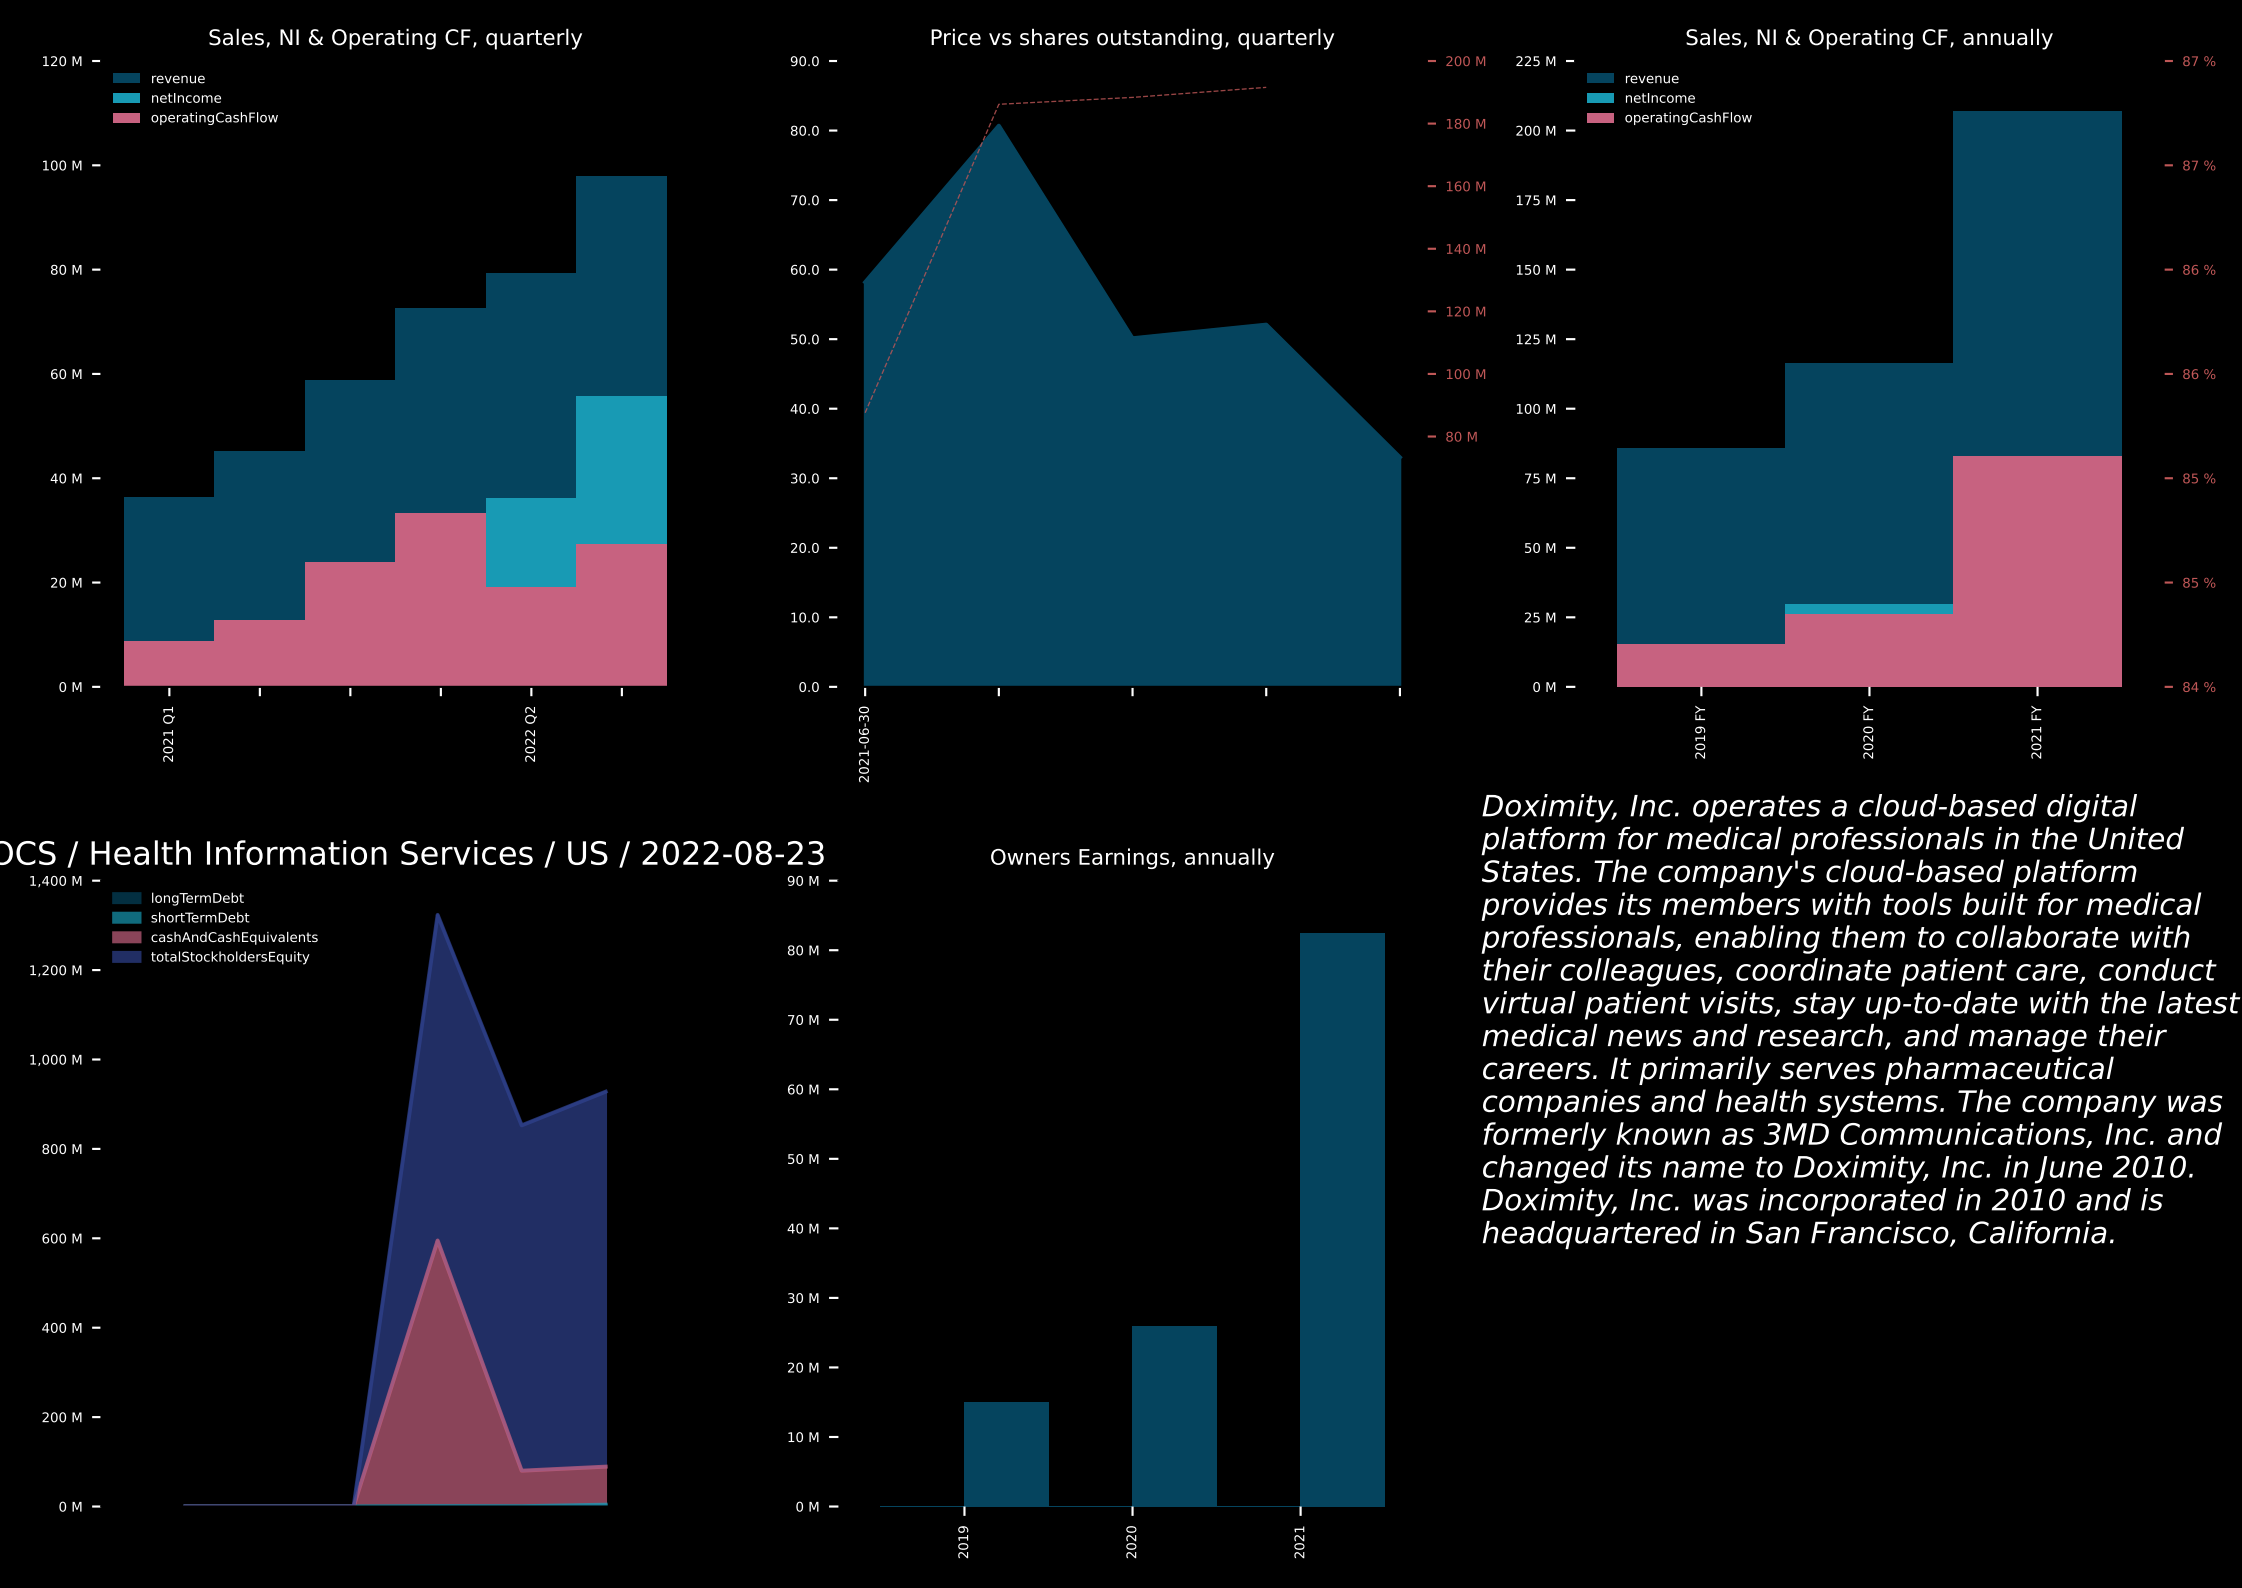 Sales, NI & Operating CF, quarterly
120 M
100 M
80 M
60 M
40 M
20 M
0 M
revenue
netIncome
operatingCashFlow
2021 Q1
2022 Q2
Price vs shares outstanding, quarterly
90.0
80.0
70.0
60.0
50.0
40.0
30.0
20.0
10.0
0.0
200 M
180 M
160 M
140 M
120 M
100 M
80 M
2021-06-30
Sales, NI & Operating CF, annually
225 M
200 M
175 M
150 M
125 M
100 M
75 M
50 M
25 M
0 M
revenue
netIncome
operatingCashFlow
87 %
87 %
86 %
86 %
85 %
85 %
84 %
2019 FY
2020 FY
2021 FY
OCS / Health Information Services / US / 2022-08-23
1,400 M
1,200 M
1,000 M
800 M
600 M
400 M
200 M
0 M
longTermDebt
shortTermDebt
cashAndCashEquivalents
totalStockholdersEquity
Owners Earnings, annually
90 M
80 M
70 M
60 M
50 M
40 M
30 M
20 M
10 M
0 M
2019
2020
2021
Doximity, Inc. operates a cloud-based digital
platform for medical professionals in the United
States. The company's cloud-based platform
provides its members with tools built for medical
professionals, enabling them to collaborate with
their colleagues, coordinate patient care, conduct
virtual patient visits, stay up-to-date with the latest
medical news and research, and manage their
careers. It primarily serves pharmaceutical
companies and health systems. The company was
formerly known as 3MD Communications, Inc. and
changed its name to Doximity, Inc. in June 2010.
Doximity, Inc. was incorporated in 2010 and is
headquartered in San Francisco, California.